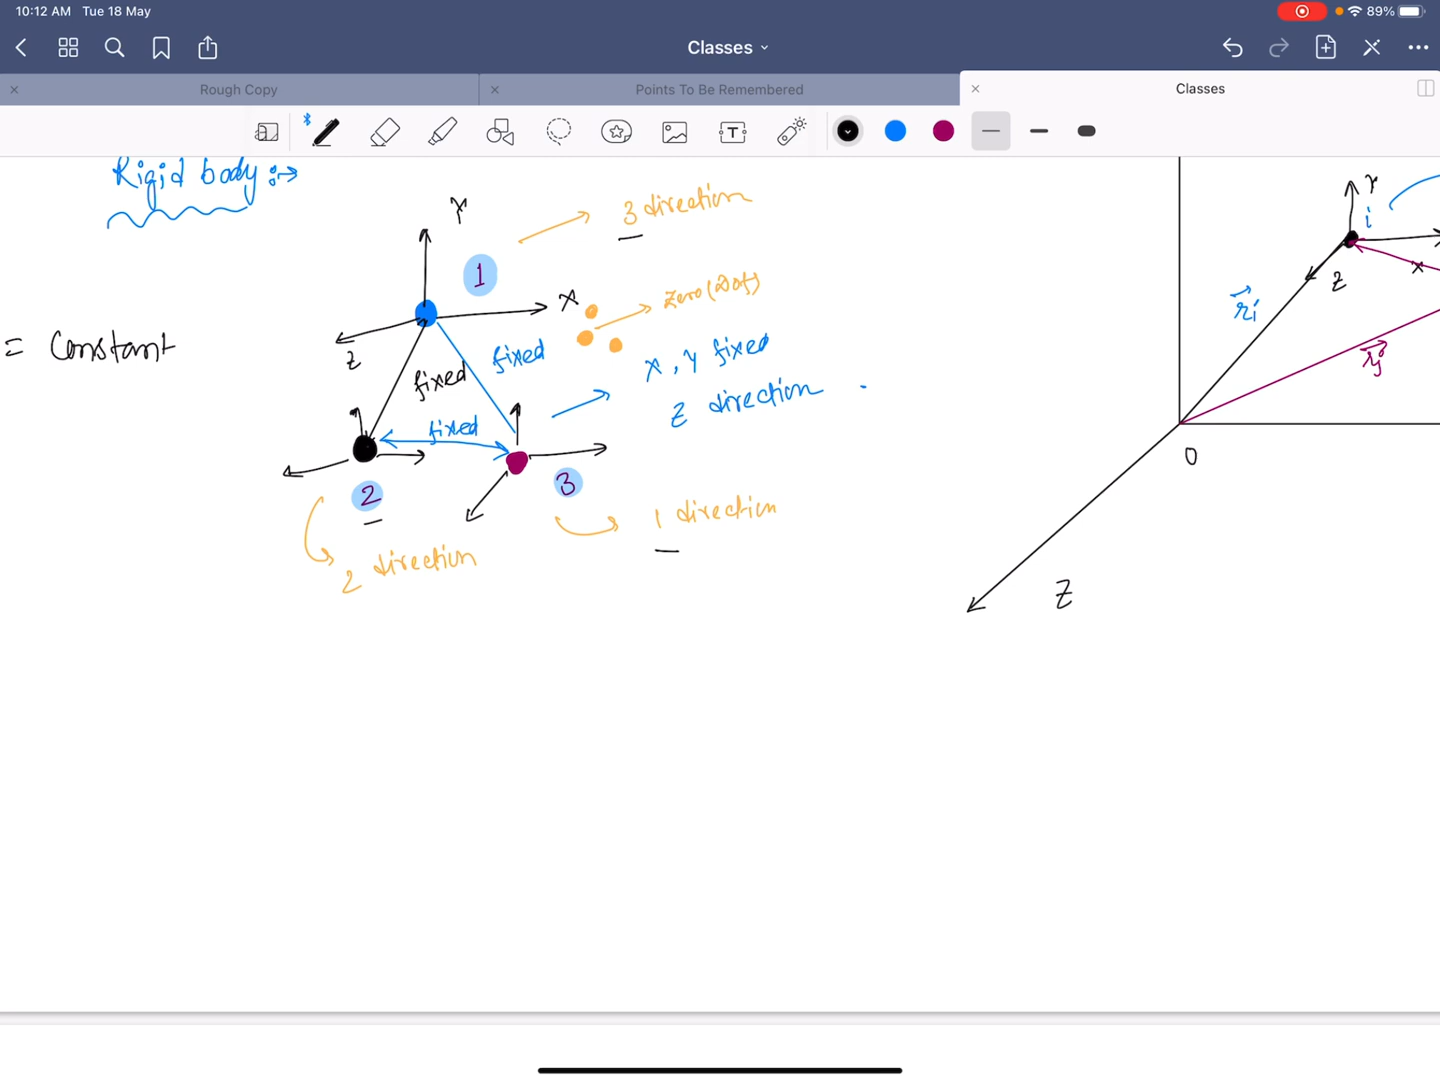 10:12 AM Tue 18 May
89%
Classes
Rough Copy
Points To Be Remembered
Classes
T
Rigid body :→
Y
3 direction
1
X
Zero (Dof)
Z
= Constant
fixed
fixed
X, Y fixed
Z direction
fixed
2
3
1 direction
2 direction
Y
i
X
Z
ri
rj
O
Z